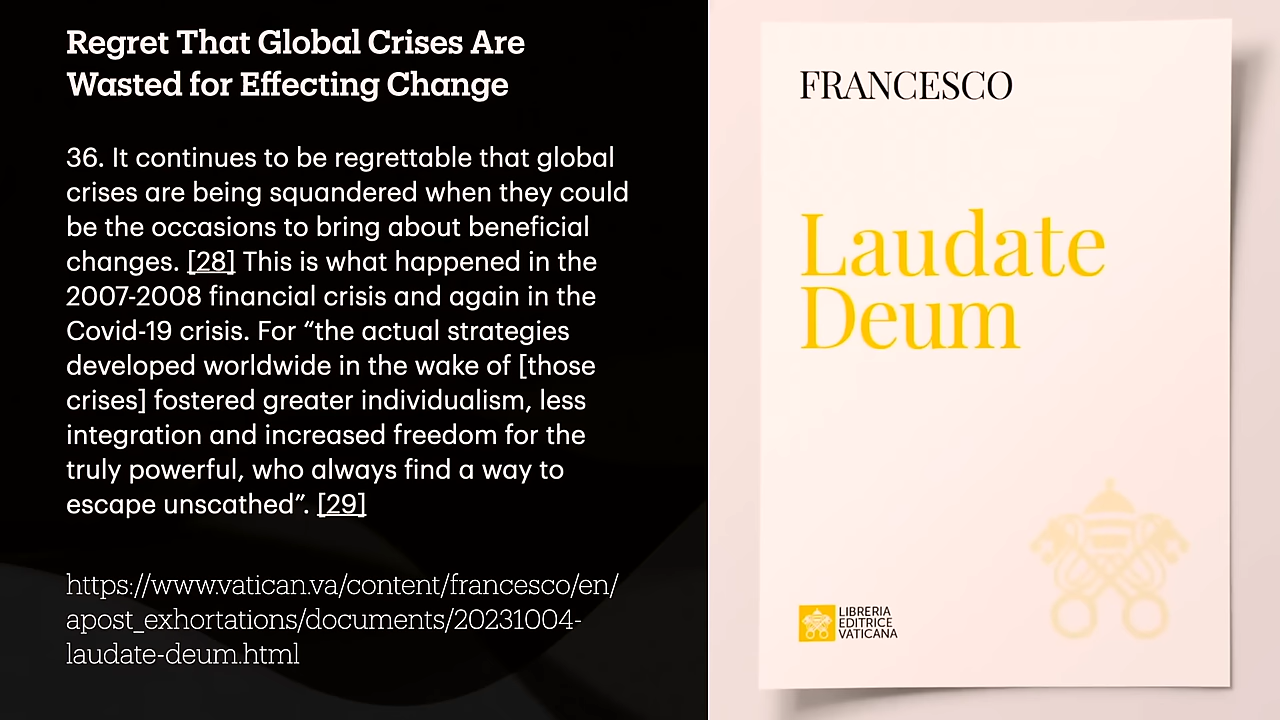 Regret That Global Crises Are
Wasted for Effecting Change
36. It continues to be regrettable that global
crises are being squandered when they could
be the occasions to bring about beneficial
changes. [28] This is what happened in the
2007-2008 financial crisis and again in the
Covid-19 crisis. For “the actual strategies
developed worldwide in the wake of [those
crises] fostered greater individualism, less
integration and increased freedom for the
truly powerful, who always find a way to
escape unscathed”. [29]
https://www.vatican.va/content/francesco/en/
apost_exhortations/documents/20231004-
laudate-deum.html
FRANCESCO
Laudate
Deum
LIBRERIA
EDITRICE
VATICANA